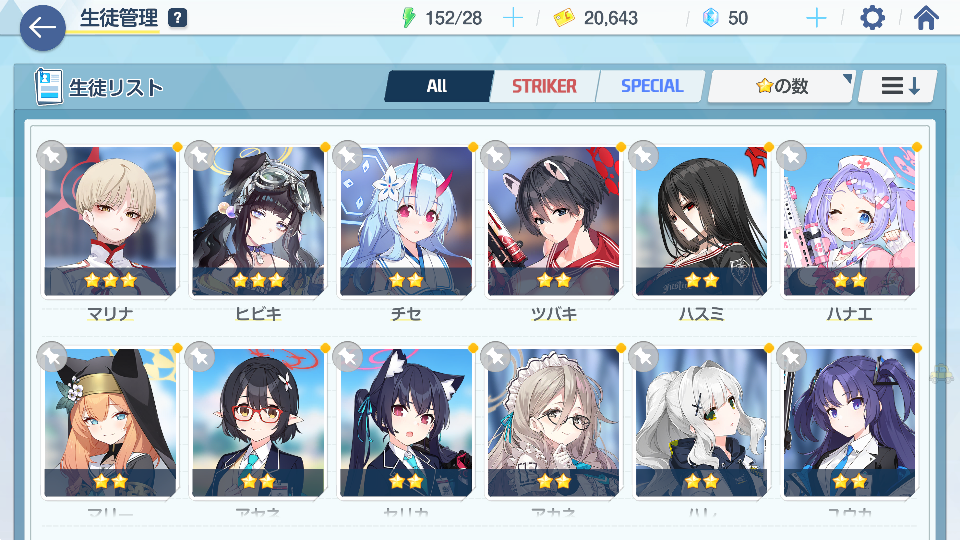 生徒管理 ? 152/28 20,643 50
生徒リスト All STRIKER SPECIAL ⭐の数
マリナ ヒビキ チセ ツバキ ハスミ ハナエ
マリー アヤネ セリカ アカネ ハレ ユウカ